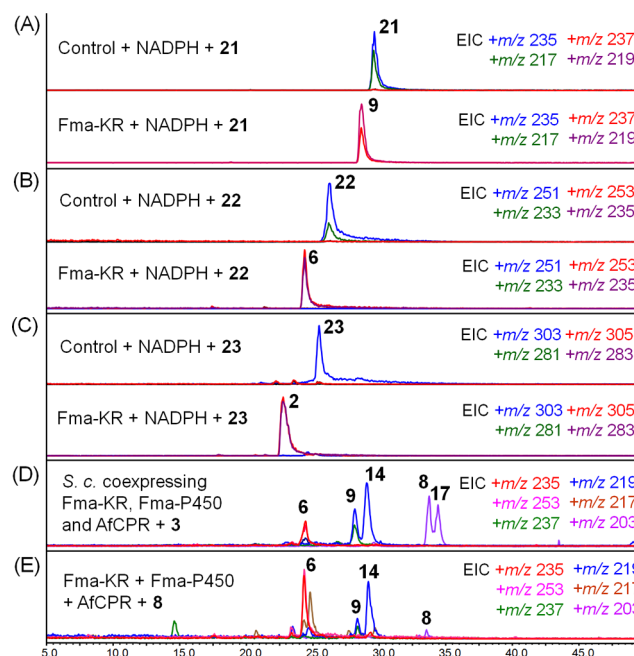 (A)
21
Control + NADPH + 21
EIC +m/z 235 +m/z 237
+m/z 217 +m/z 219
9
Fma-KR + NADPH + 21
EIC +m/z 235 +m/z 237
+m/z 217 +m/z 219
(B)
22
Control + NADPH + 22
EIC +m/z 251 +m/z 253
+m/z 233 +m/z 235
6
Fma-KR + NADPH + 22
EIC +m/z 251 +m/z 253
+m/z 233 +m/z 235
(C)
23
Control + NADPH + 23
EIC +m/z 303 +m/z 305
+m/z 281 +m/z 283
2
Fma-KR + NADPH + 23
EIC +m/z 303 +m/z 305
+m/z 281 +m/z 283
(D)
S. c. coexpressing
Fma-KR, Fma-P450
and AfCPR + 3
6 9 14 8 17
EIC +m/z 235 +m/z 219
+m/z 253 +m/z 217
+m/z 237 +m/z 203
(E)
Fma-KR + Fma-P450
+ AfCPR + 8
6 9 14 8
EIC +m/z 235 +m/z 219
+m/z 253 +m/z 217
+m/z 237 +m/z 203
5.0 10.0 15.0 20.0 25.0 30.0 35.0 40.0 45.0